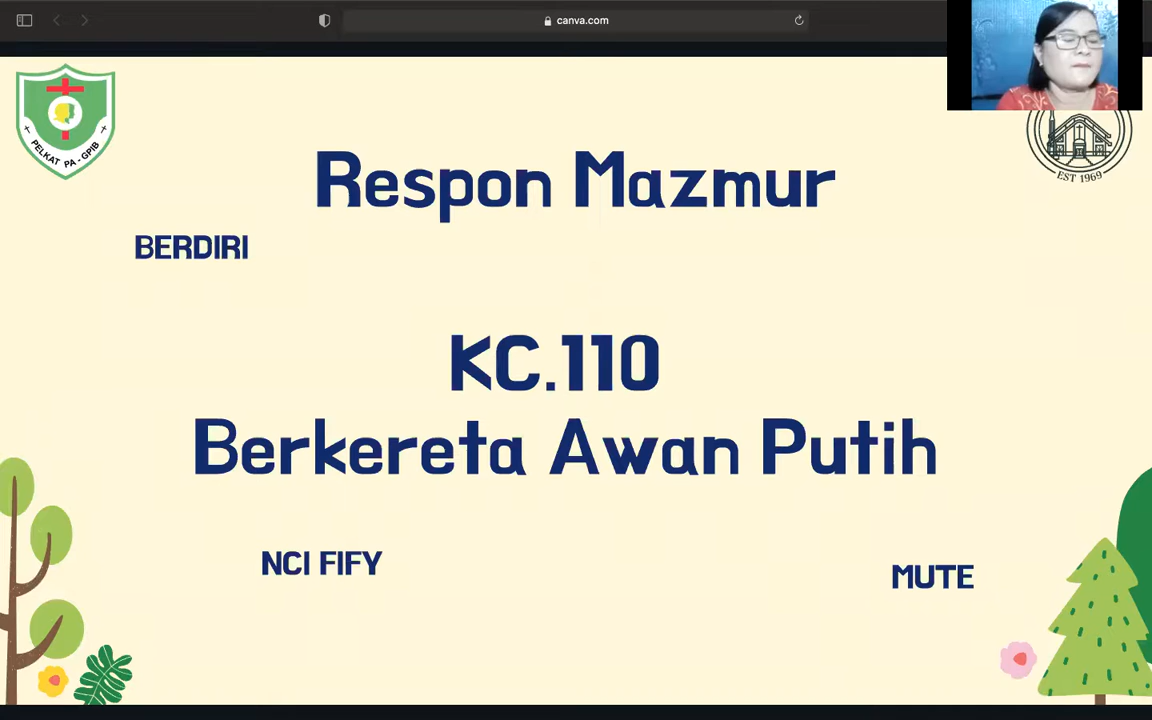 canva.com
PELKAT PA - GPIB
EST 1969
Respon Mazmur
BERDIRI
KC.110
Berkereta Awan Putih
NCI FIFY
MUTE